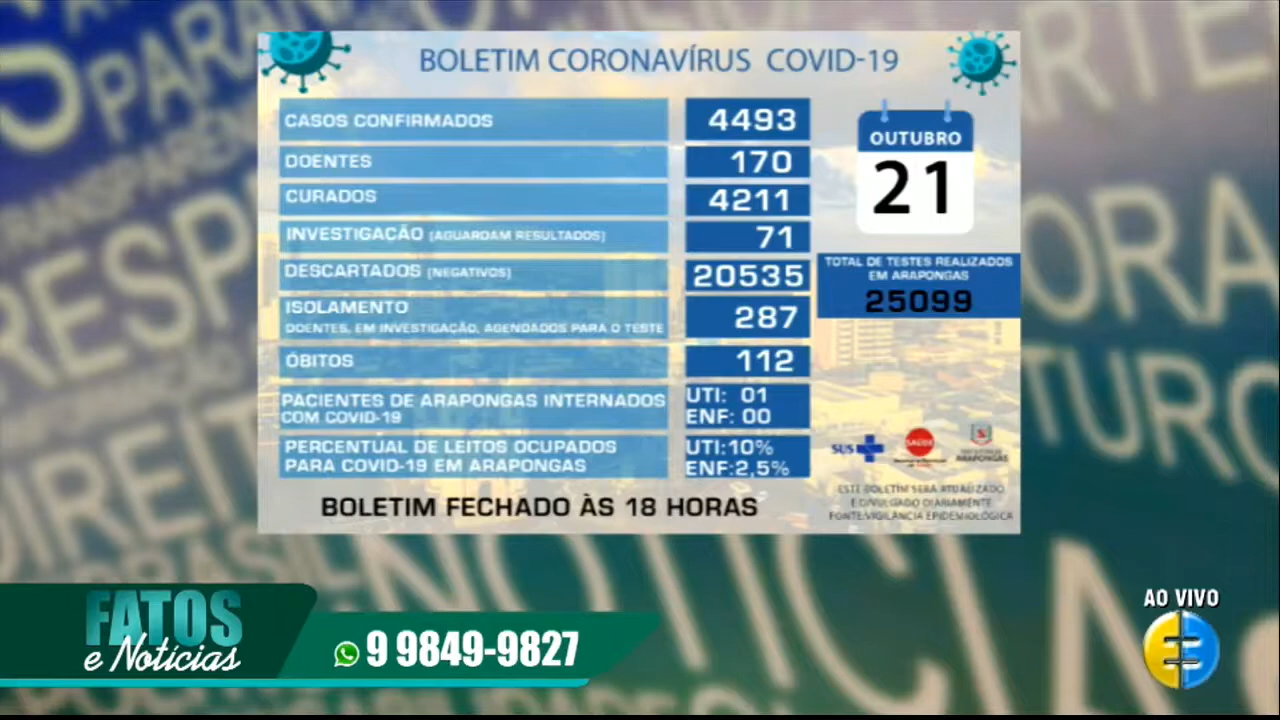 BOLETIM CORONAVÍRUS COVID-19
CASOS CONFIRMADOS 4493
DOENTES 170
CURADOS 4211
INVESTIGAÇÃO (AGUARDAM RESULTADOS) 71
DESCARTADOS (NEGATIVOS) 20535
ISOLAMENTO
DOENTES, EM INVESTIGAÇÃO, AGENDADOS PARA O TESTE 287
ÓBITOS 112
PACIENTES DE ARAPONGAS INTERNADOS
COM COVID-19
UTI: 01
ENF: 00
PERCENTUAL DE LEITOS OCUPADOS
PARA COVID-19 EM ARAPONGAS
UTI:10%
ENF:2,5%
BOLETIM FECHADO ÀS 18 HORAS
OUTUBRO
21
TOTAL DE TESTES REALIZADOS
EM ARAPONGAS
25099
SUS
SAÚDE
ARAPONGAS
ESTE BOLETIM SERÁ ATUALIZADO
E DIVULGADO DIARIAMENTE
FONTE:VIGILÂNCIA EPIDEMIOLÓGICA
FATOS
e Notícias
9 9849-9827
AO VIVO